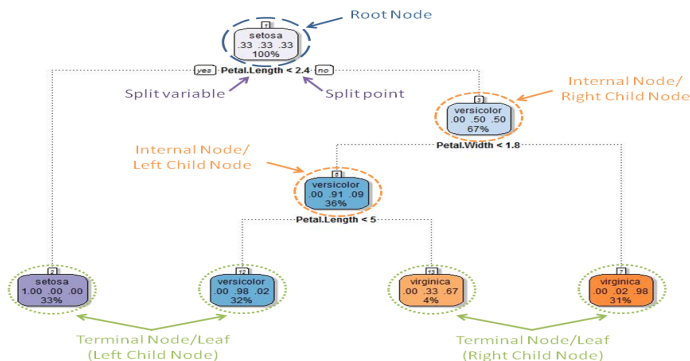 1
Root Node
setosa
.33 .33 .33
100%
yes Petal.Length < 2.4 no
Split variable
Split point
Internal Node/
Right Child Node
3
versicolor
.00 .50 .50
67%
Petal.Width < 1.8
Internal Node/
Left Child Node
6
versicolor
.00 .91 .09
36%
Petal.Length < 5
2
setosa
1.00 .00 .00
33%
12
versicolor
.00 .98 .02
32%
13
virginica
.00 .33 .67
4%
7
virginica
.00 .02 .98
31%
Terminal Node/Leaf
(Left Child Node)
Terminal Node/Leaf
(Right Child Node)